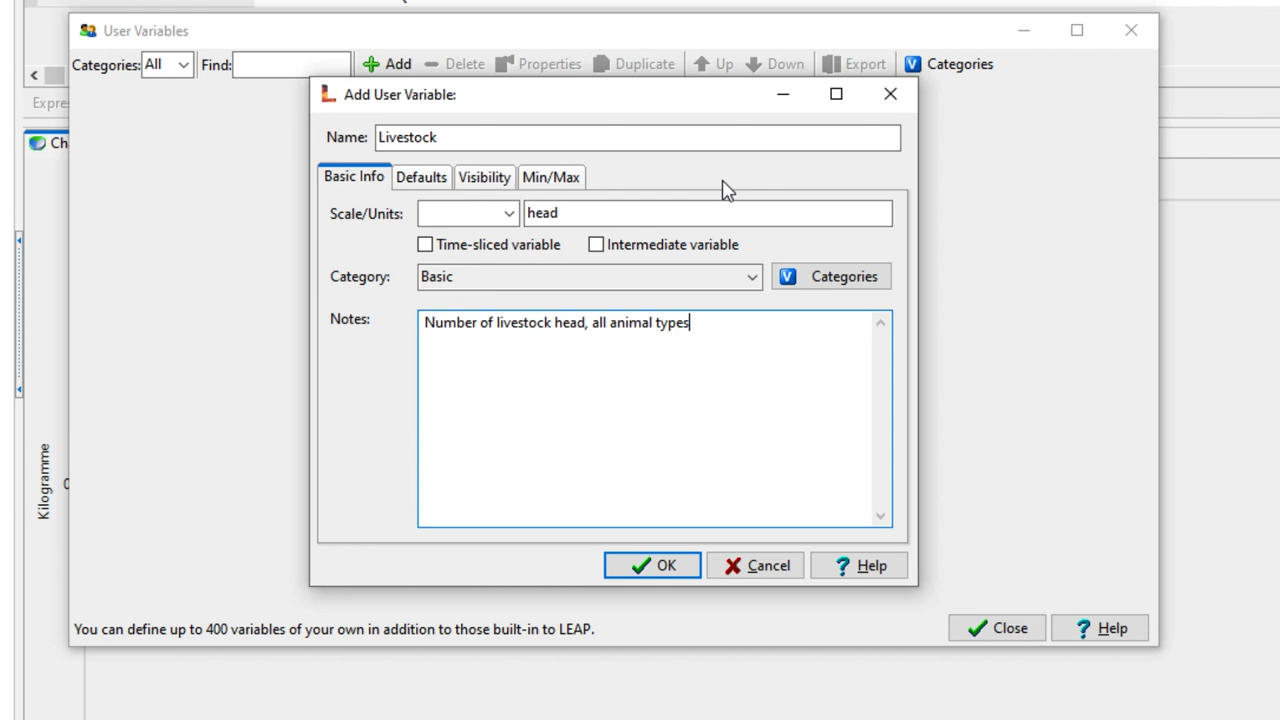 User Variables
Categories: All Find: Add Delete Properties Duplicate Up Down Export Categories
Add User Variable:
Expre
Name: Livestock
Ch
Basic Info Defaults Visibility Min/Max
Scale/Units: head
Time-sliced variable Intermediate variable
Category: Basic Categories
Notes: Number of livestock head, all animal types
Kilogramme
OK Cancel Help
You can define up to 400 variables of your own in addition to those built-in to LEAP. Close Help